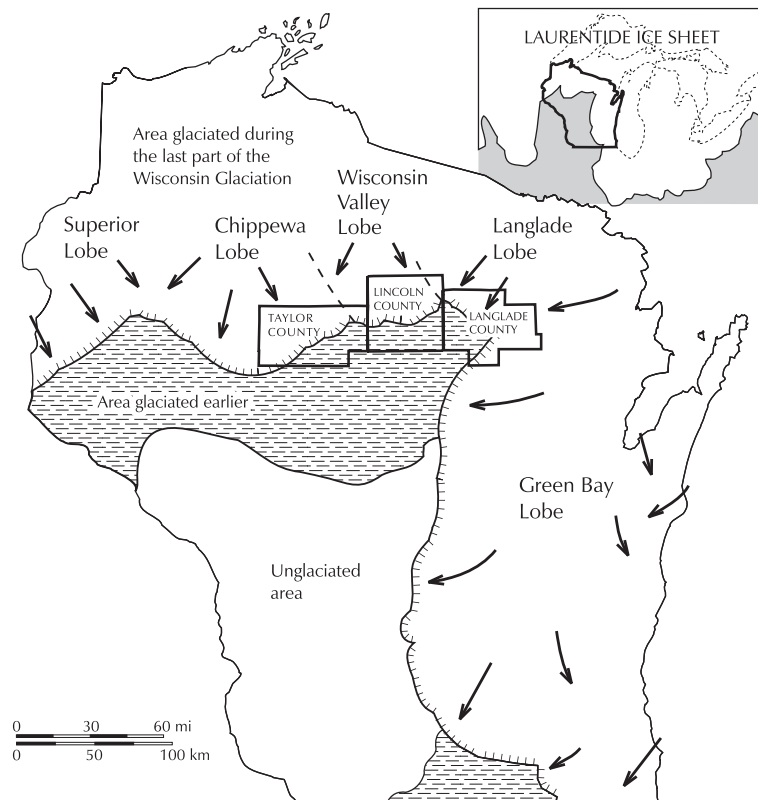 LAURENTIDE ICE SHEET
Area glaciated during
the last part of the
Wisconsin Glaciation
Superior
Lobe
Chippewa
Lobe
Wisconsin
Valley
Lobe
Langlade
Lobe
TAYLOR
COUNTY
LINCOLN
COUNTY
LANGLADE
COUNTY
Area glaciated earlier
Green Bay
Lobe
Unglaciated
area
0 30 60 mi
0 50 100 km